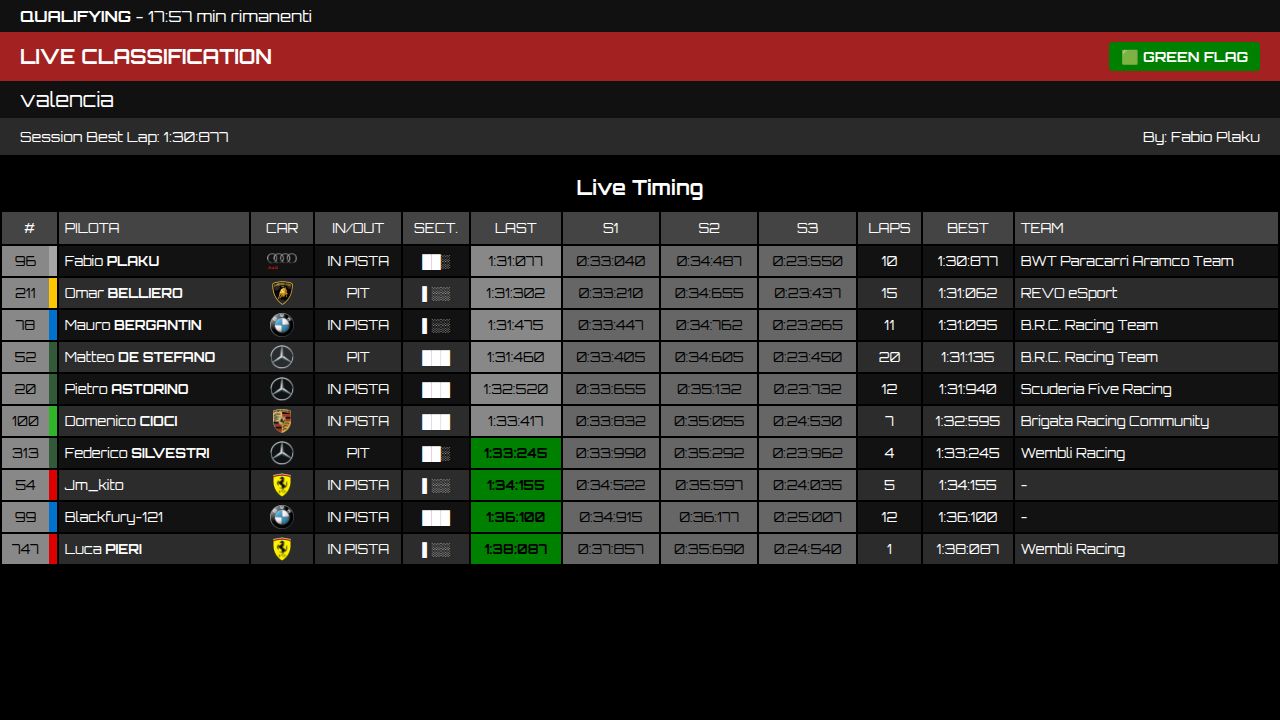 QUALIFYING - 17:57 min rimanenti
LIVE CLASSIFICATION 🟩 GREEN FLAG
valencia
Session Best Lap: 1:30:877 By: Fabio Plaku
Live Timing
# PILOTA CAR IN/OUT SECT. LAST S1 S2 S3 LAPS BEST TEAM
96 Fabio PLAKU Audi IN PISTA ██▒ 1:31:077 0:33:040 0:34:487 0:23:550 10 1:30:877 BWT Paracarri Aramco Team
211 Omar BELLIERO PIT ▌▒▒ 1:31:302 0:33:210 0:34:655 0:23:437 15 1:31:062 REVO eSport
78 Mauro BERGANTIN IN PISTA ▌▒▒ 1:31:475 0:33:447 0:34:762 0:23:265 11 1:31:095 B.R.C. Racing Team
52 Matteo DE STEFANO PIT ███ 1:31:460 0:33:405 0:34:605 0:23:450 20 1:31:135 B.R.C. Racing Team
20 Pietro ASTORINO IN PISTA ███ 1:32:520 0:33:655 0:35:132 0:23:732 12 1:31:940 Scuderia Five Racing
100 Domenico CIOCI IN PISTA ███ 1:33:417 0:33:832 0:35:055 0:24:530 7 1:32:595 Brigata Racing Community
313 Federico SILVESTRI PIT ██▒ 1:33:245 0:33:990 0:35:292 0:23:962 4 1:33:245 Wembli Racing
54 Jm_kito IN PISTA ▌▒▒ 1:34:155 0:34:522 0:35:597 0:24:035 5 1:34:155 -
99 Blackfury-121 IN PISTA ███ 1:36:100 0:34:915 0:36:177 0:25:007 12 1:36:100 -
747 Luca PIERI IN PISTA ▌▒▒ 1:38:087 0:37:857 0:35:690 0:24:540 1 1:38:087 Wembli Racing